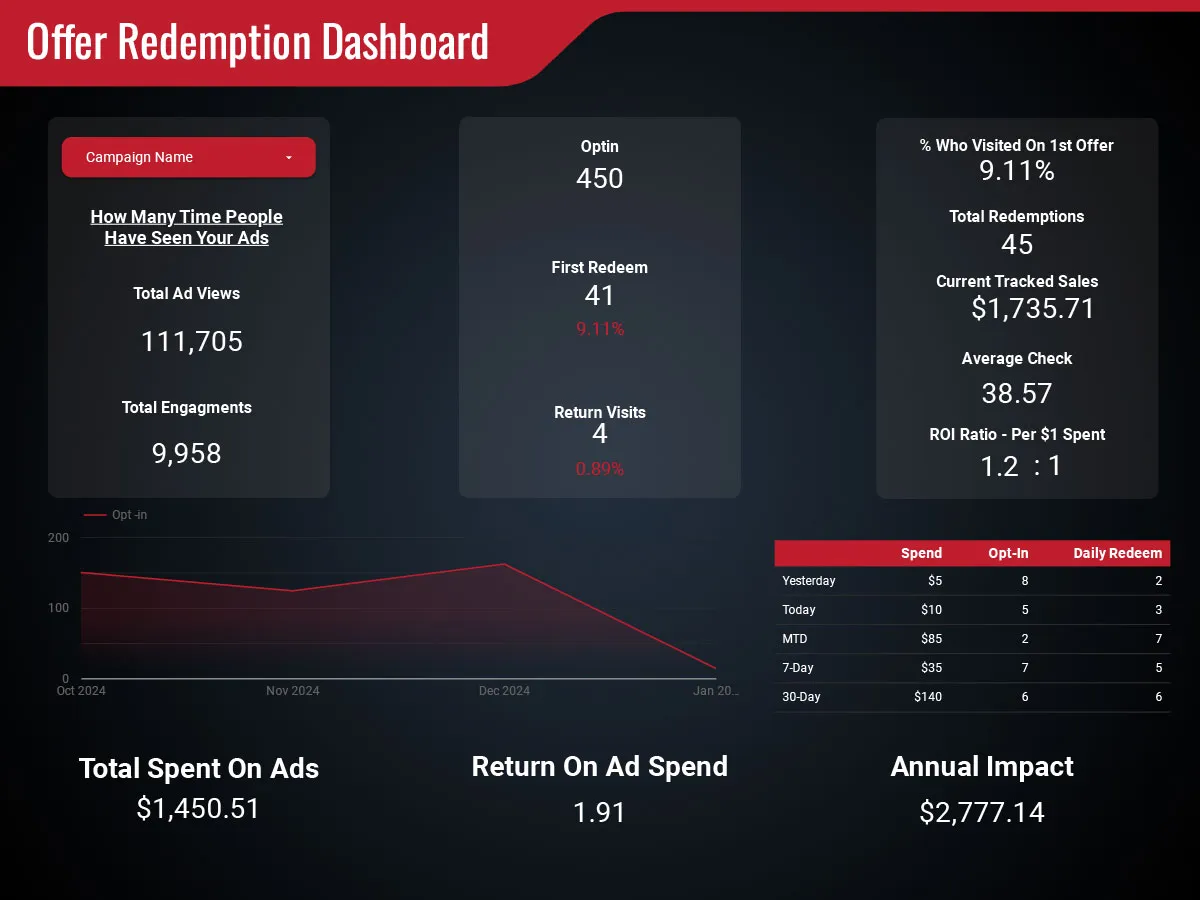 Offer Redemption Dashboard
Campaign Name
How Many Time People
Have Seen Your Ads
Total Ad Views
111,705
Total Engagments
9,958
Optin
450
First Redeem
41
9.11%
Return Visits
4
0.89%
% Who Visited On 1st Offer
9.11%
Total Redemptions
45
Current Tracked Sales
$1,735.71
Average Check
38.57
ROI Ratio - Per $1 Spent
1.2 : 1
Opt -in
200
100
0
Oct 2024 Nov 2024 Dec 2024 Jan 20…
Spend Opt-In Daily Redeem
Yesterday $5 8 2
Today $10 5 3
MTD $85 2 7
7-Day $35 7 5
30-Day $140 6 6
Total Spent On Ads
$1,450.51
Return On Ad Spend
1.91
Annual Impact
$2,777.14